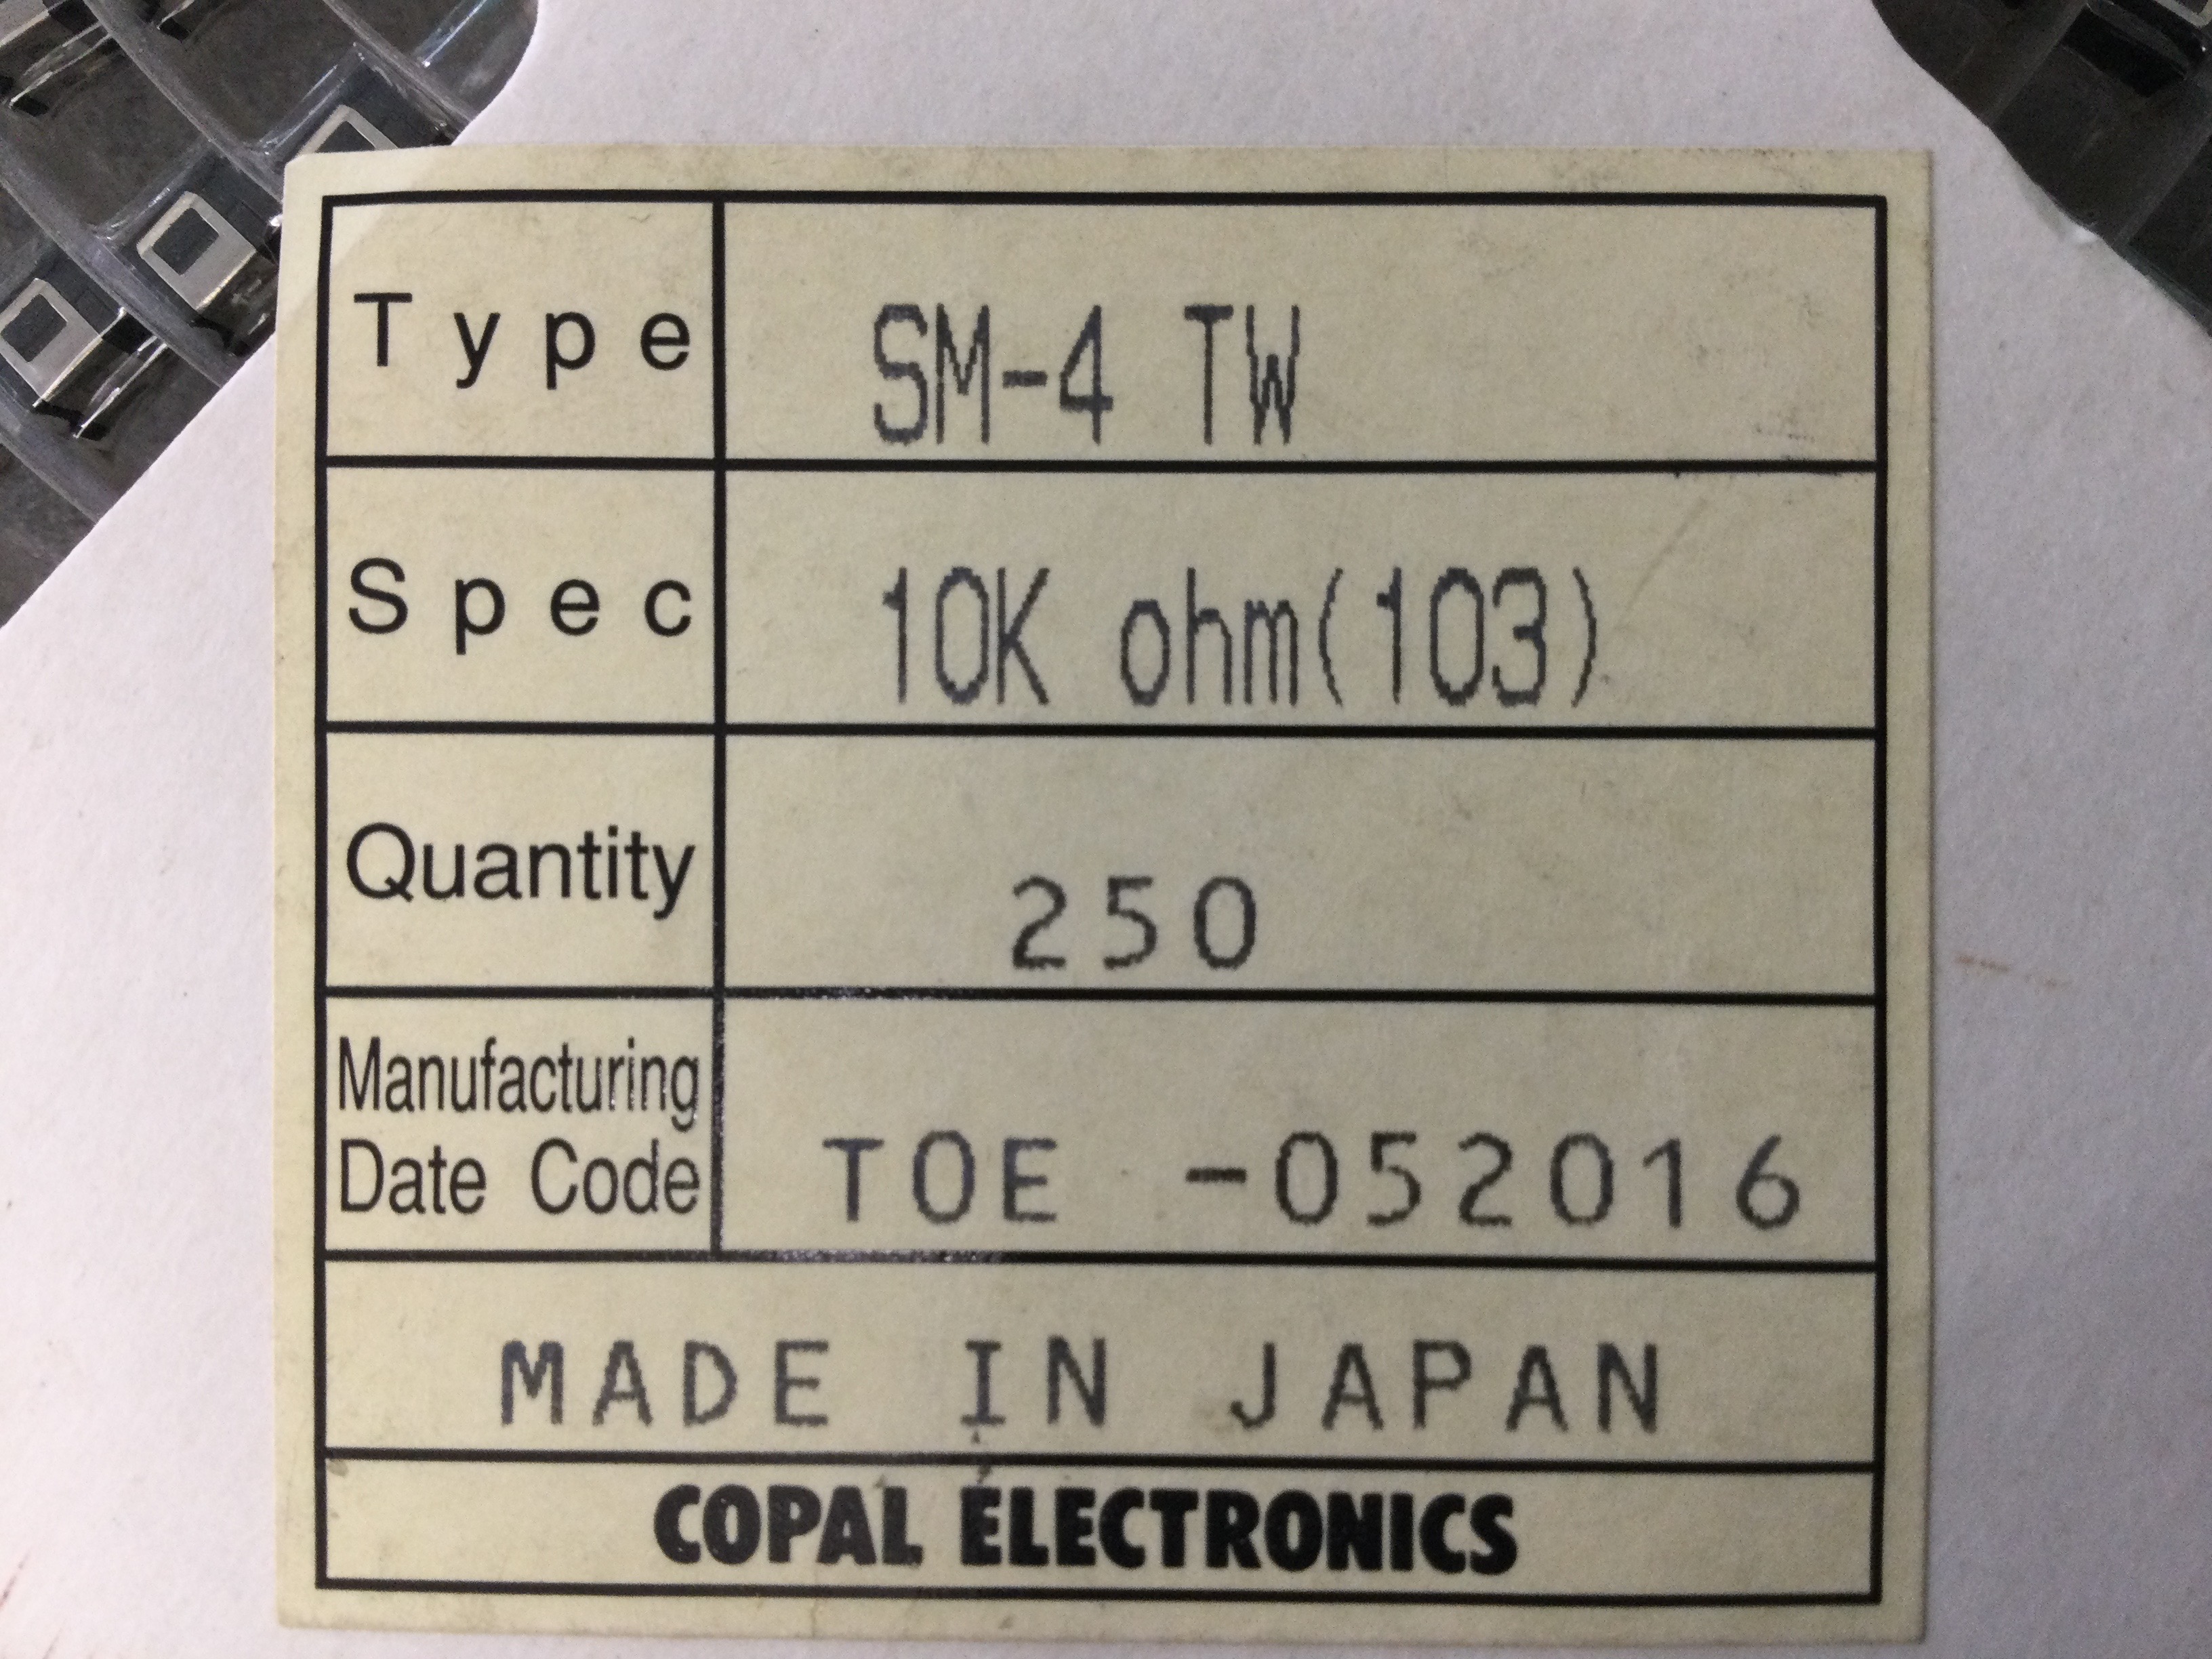 Type SM-4 TW
Spec 10K ohm(103)
Quantity 250
Manufacturing
Date Code TOE -052016
MADE IN JAPAN
COPAL ELECTRONICS